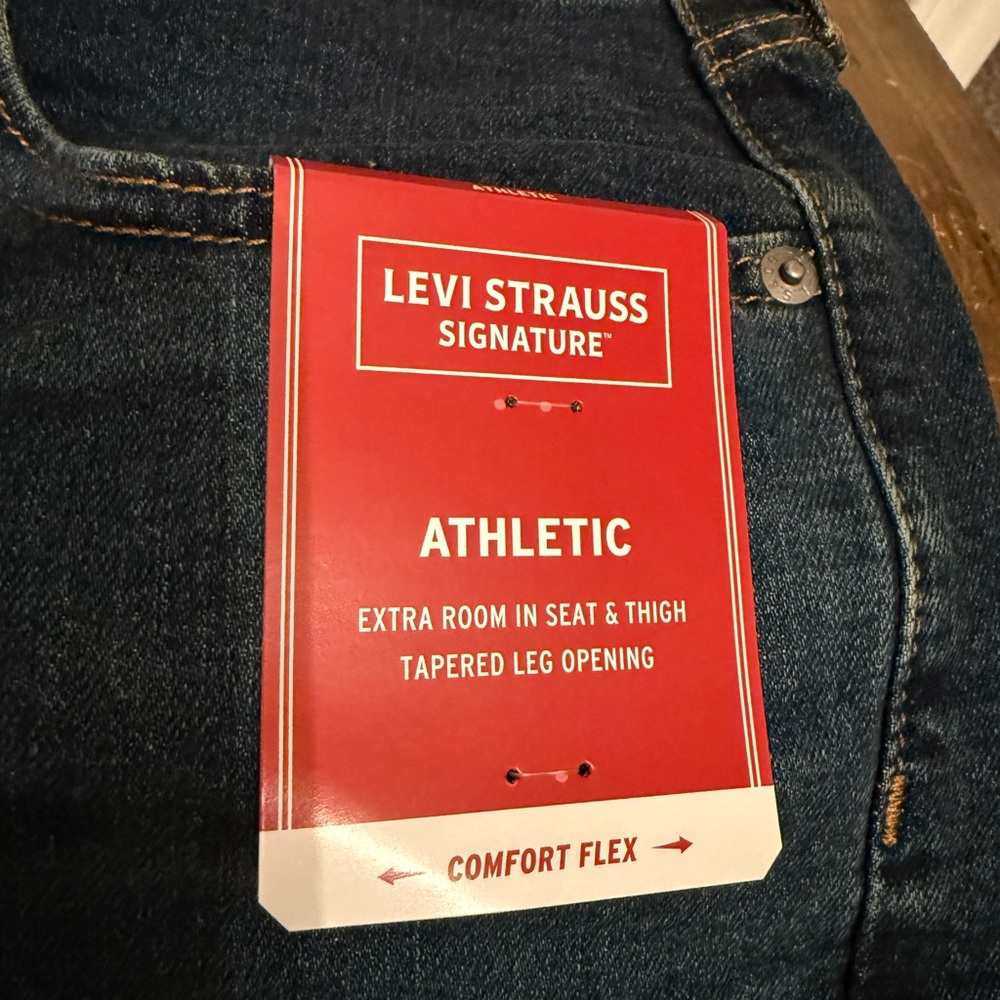 ATHLETIC
LEVI STRAUSS
SIGNATURE™
ATHLETIC
EXTRA ROOM IN SEAT & THIGH
TAPERED LEG OPENING
← COMFORT FLEX →